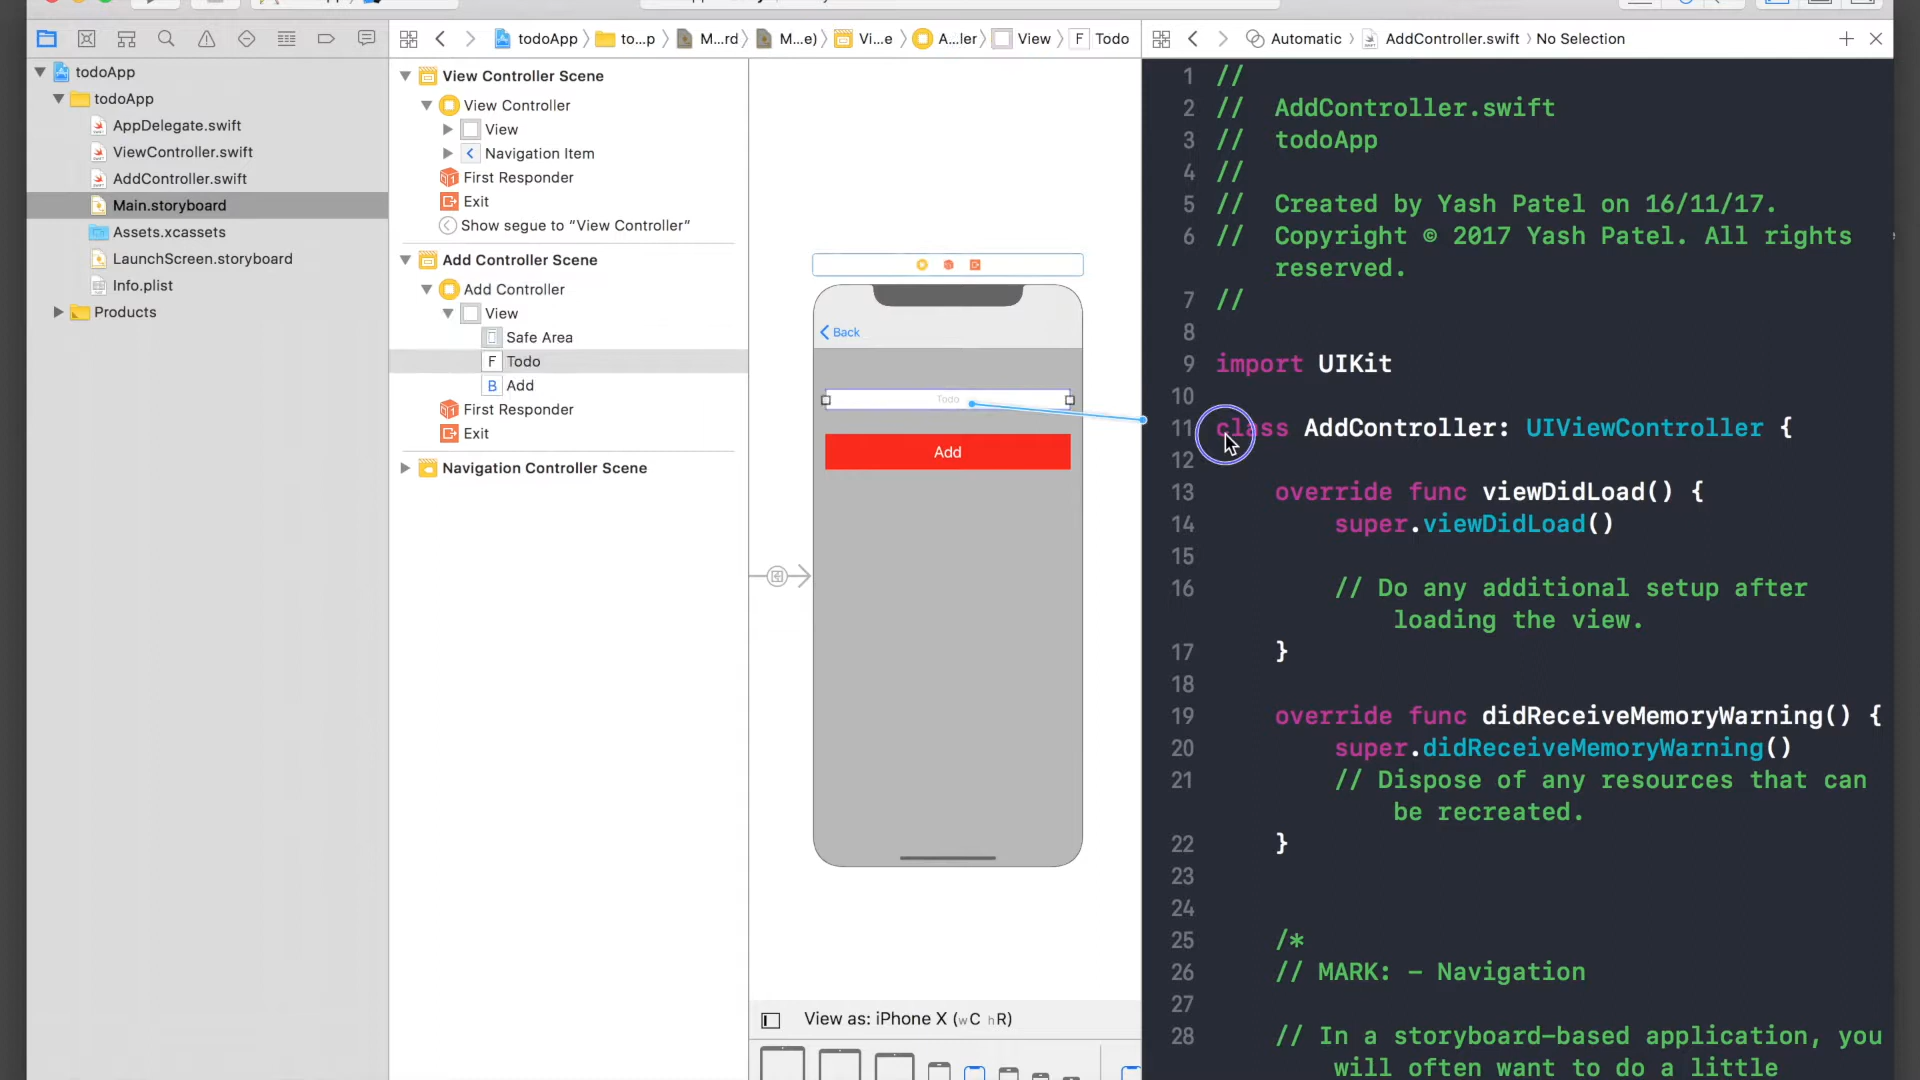 todoApp
todoApp
AppDelegate.swift
ViewController.swift
AddController.swift
Main.storyboard
Assets.xcassets
LaunchScreen.storyboard
Info.plist
Products
todoApp
to...p
M...rd
M...e)
Vi...e
A...ler
View
F Todo
View Controller Scene
View Controller
View
Navigation Item
First Responder
Exit
Show segue to “View Controller”
Add Controller Scene
Add Controller
View
Safe Area
F Todo
B Add
First Responder
Exit
Navigation Controller Scene
Back
Todo
Add
View as: iPhone X (wC hR)
Automatic
AddController.swift
No Selection
1 //
2 // AddController.swift
3 // todoApp
4 //
5 // Created by Yash Patel on 16/11/17.
6 // Copyright © 2017 Yash Patel. All rights
reserved.
7 //
8
9 import UIKit
10
11 class AddController: UIViewController {
12
13 override func viewDidLoad() {
14 super.viewDidLoad()
15
16 // Do any additional setup after
loading the view.
17 }
18
19 override func didReceiveMemoryWarning() {
20 super.didReceiveMemoryWarning()
21 // Dispose of any resources that can
be recreated.
22 }
23
24
25 /*
26 // MARK: - Navigation
27
28 // In a storyboard-based application, you
will often want to do a little